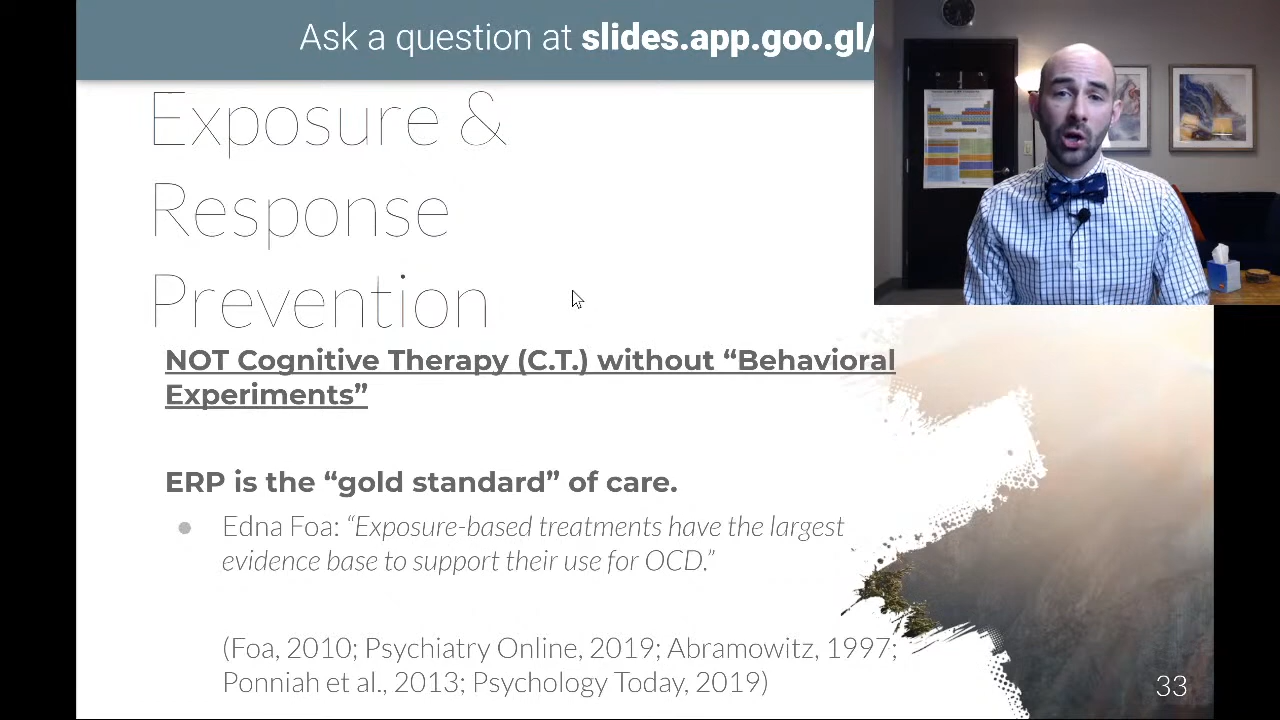 Ask a question at slides.app.goo.gl/
Exposure &
Response
Prevention
NOT Cognitive Therapy (C.T.) without “Behavioral
Experiments”
ERP is the “gold standard” of care.
Edna Foa: “Exposure-based treatments have the largest
evidence base to support their use for OCD.”
(Foa, 2010; Psychiatry Online, 2019; Abramowitz, 1997;
Ponniah et al., 2013; Psychology Today, 2019)
33